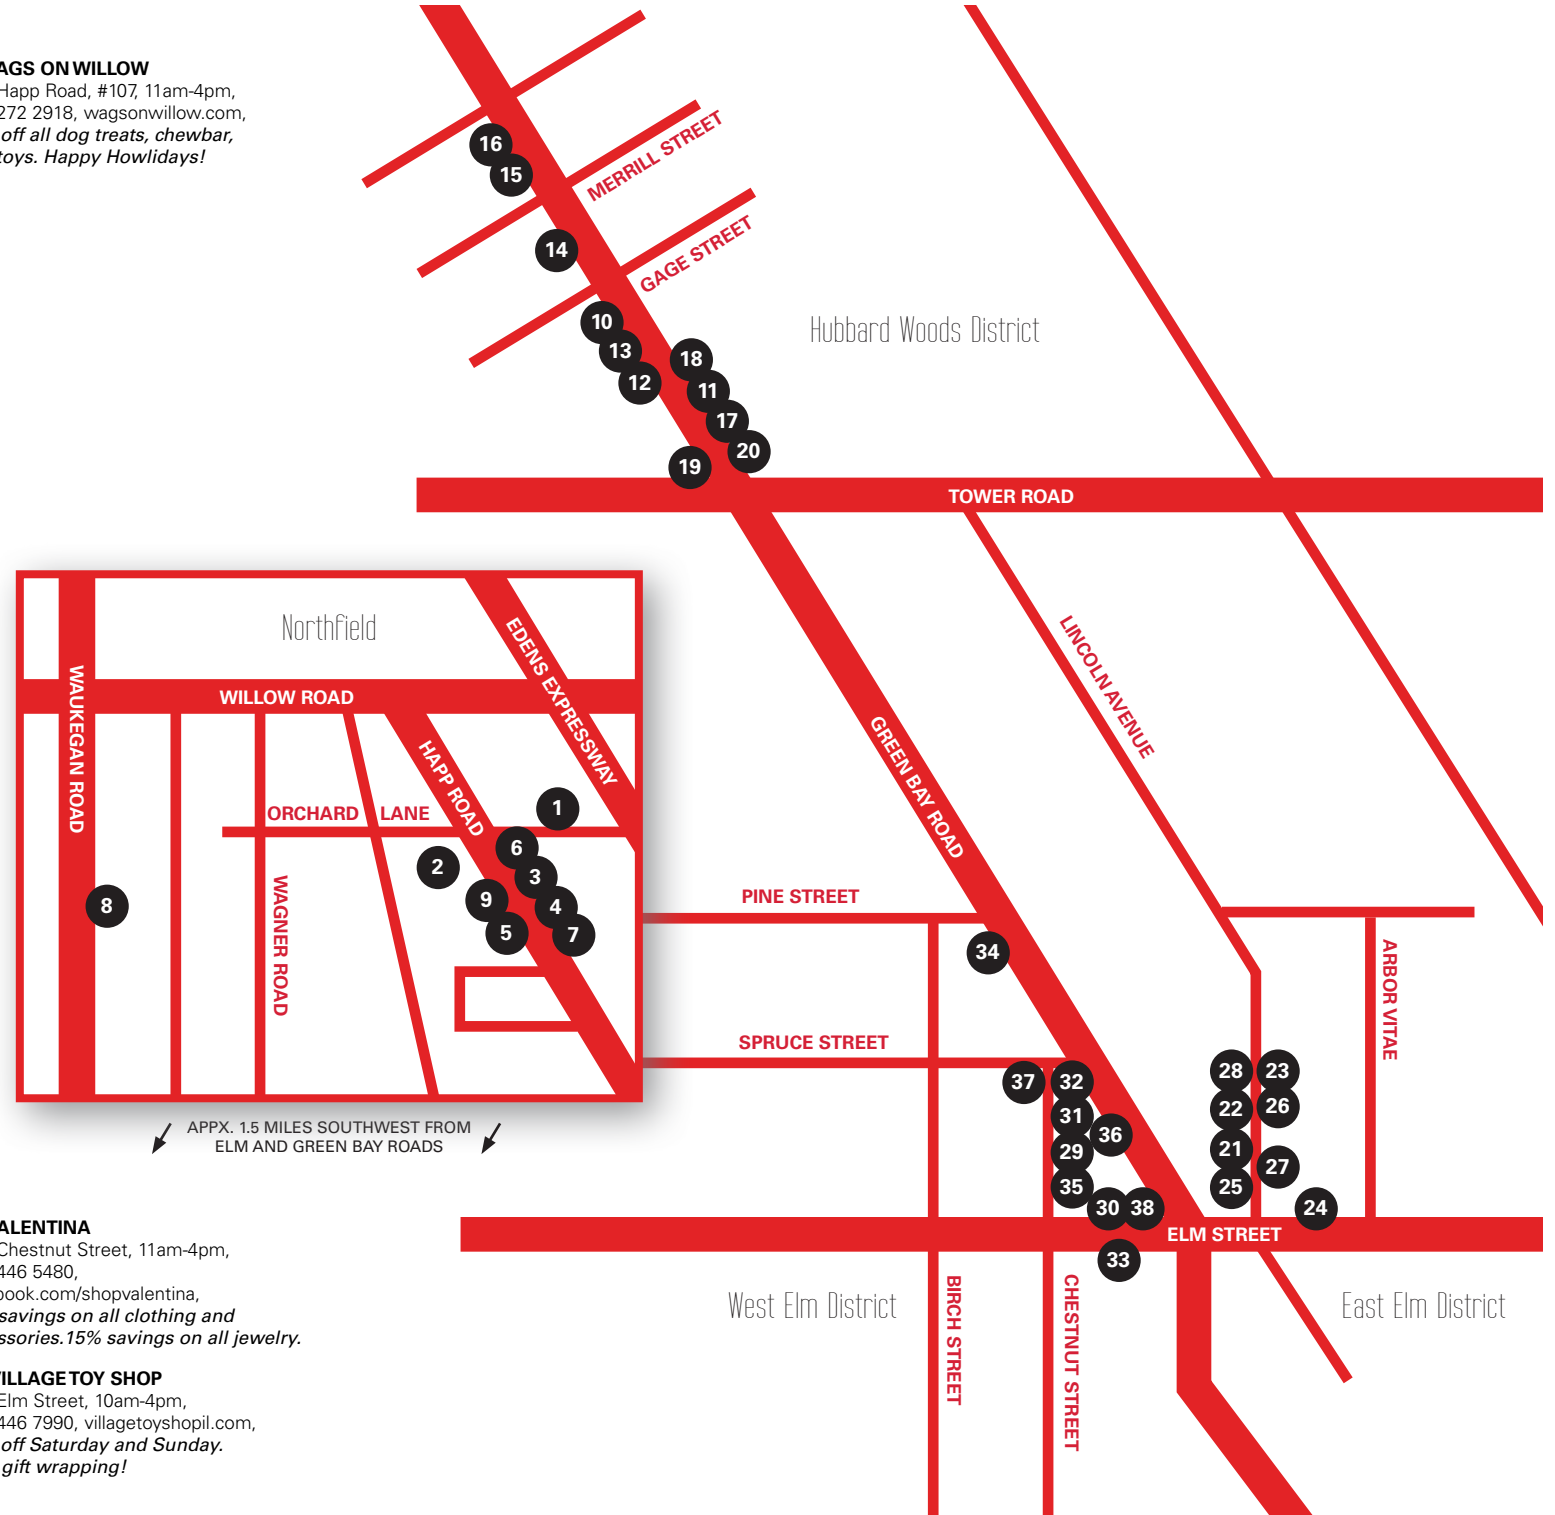 AGS ON WILLOW
Happ Road, #107, 11am-4pm,
272 2918, wagsonwillow.com,
off all dog treats, chewbar,
toys. Happy Howlidays!
16
15
MERRILL STREET
14
GAGE STREET
10
13
12
18
11
17
20
19
Hubbard Woods District
TOWER ROAD
Northfield
EDENS EXPRESSWAY
WILLOW ROAD
WAUKEGAN ROAD
HAPP ROAD
ORCHARD LANE
WAGNER ROAD
1
2
6
3
9
4
5
7
8
LINCOLN AVENUE
GREEN BAY ROAD
PINE STREET
34
ARBOR VITAE
SPRUCE STREET
37
32
31
36
29
35
30
38
33
28
23
22
26
21
27
25
24
ELM STREET
APPX. 1.5 MILES SOUTHWEST FROM
ELM AND GREEN BAY ROADS
West Elm District
BIRCH STREET
CHESTNUT STREET
East Elm District
ALENTINA
Chestnut Street, 11am-4pm,
446 5480,
book.com/shopvalentina,
savings on all clothing and
ssories.15% savings on all jewelry.
VILLAGE TOY SHOP
Elm Street, 10am-4pm,
446 7990, villagetoyshopil.com,
off Saturday and Sunday.
gift wrapping!